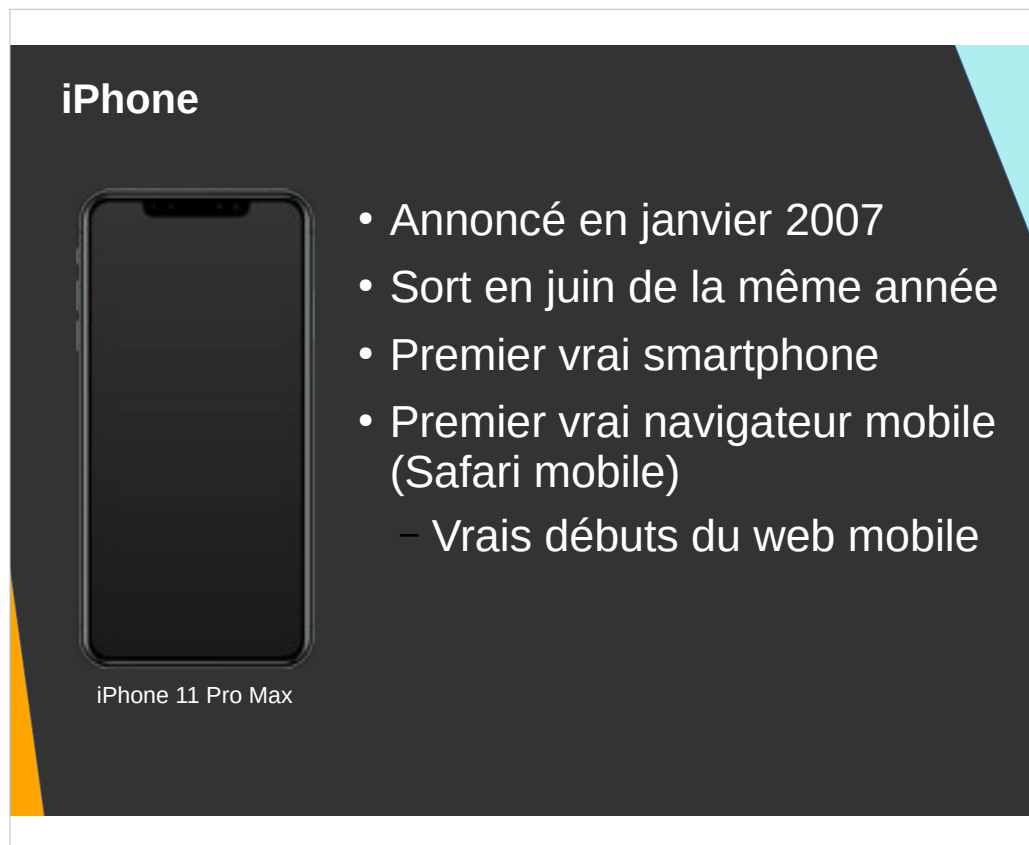 iPhone
• Annoncé en janvier 2007
• Sort en juin de la même année
• Premier vrai smartphone
• Premier vrai navigateur mobile
(Safari mobile)
– Vrais débuts du web mobile
iPhone 11 Pro Max